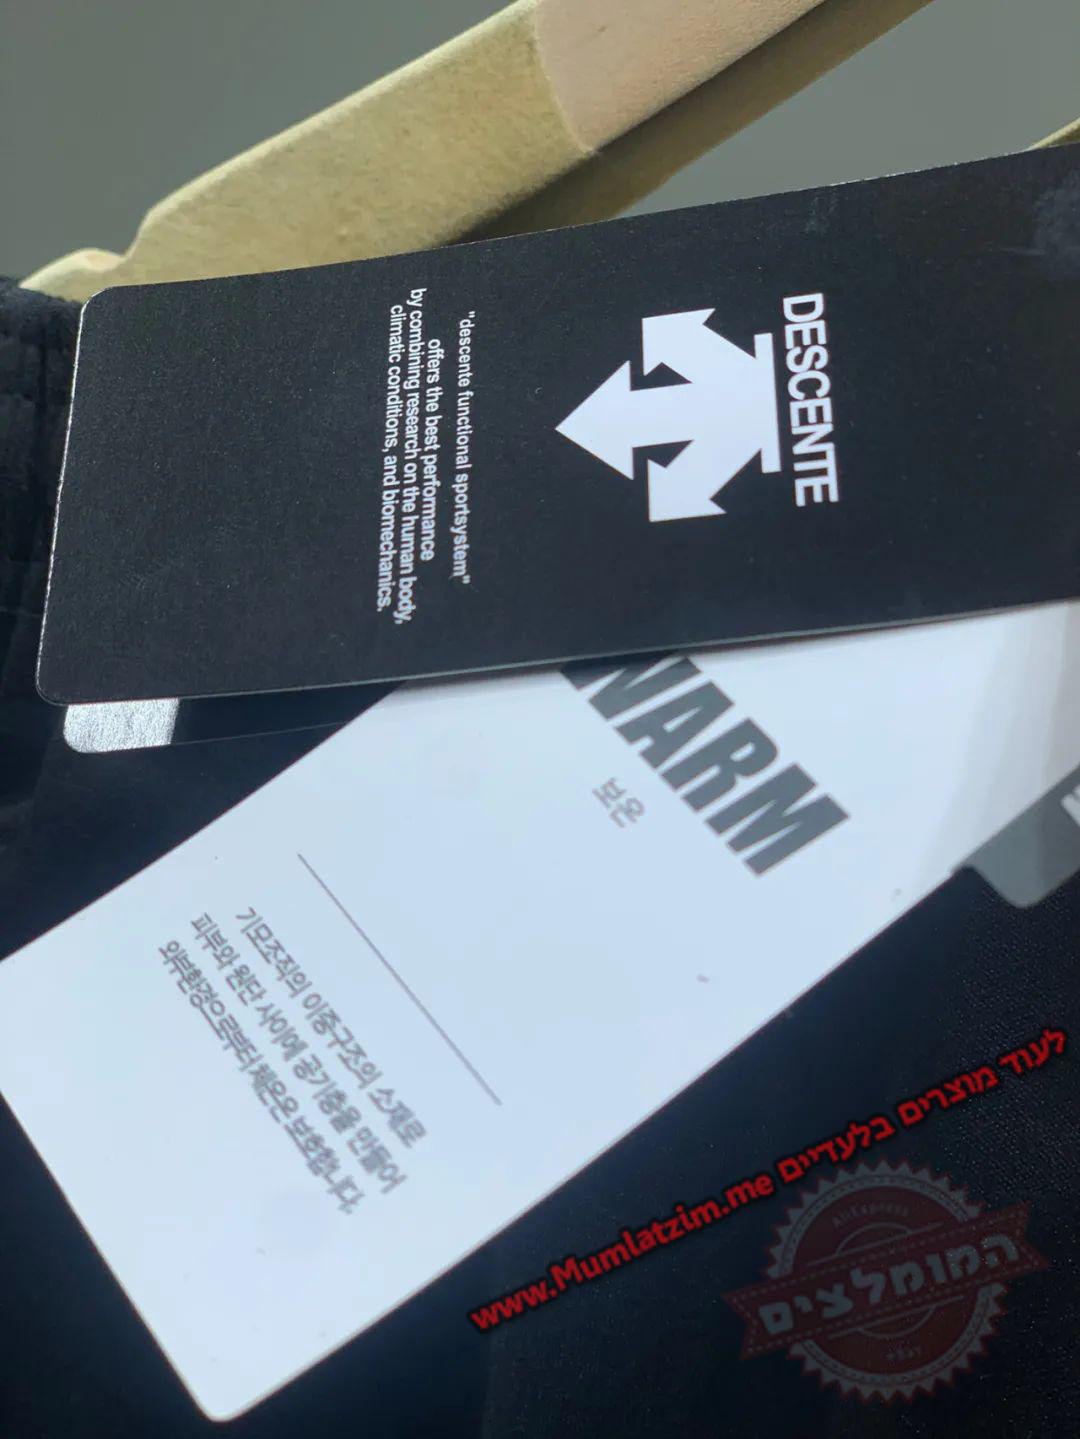 DESCENTE
"descente functional sportsystem"
offers the best performance
by combining research on the human body,
climatic conditions, and biomechanics.
WARM
보온
기모조직의 이중구조의 소재로
피부와 원단 사이에 공기층을 만들어
외부환경으로부터 체온은 보호합니다.
לעוד מוצרים בלעדיים www.Mumlatzim.me
AliExpress
המומלצים
eBay